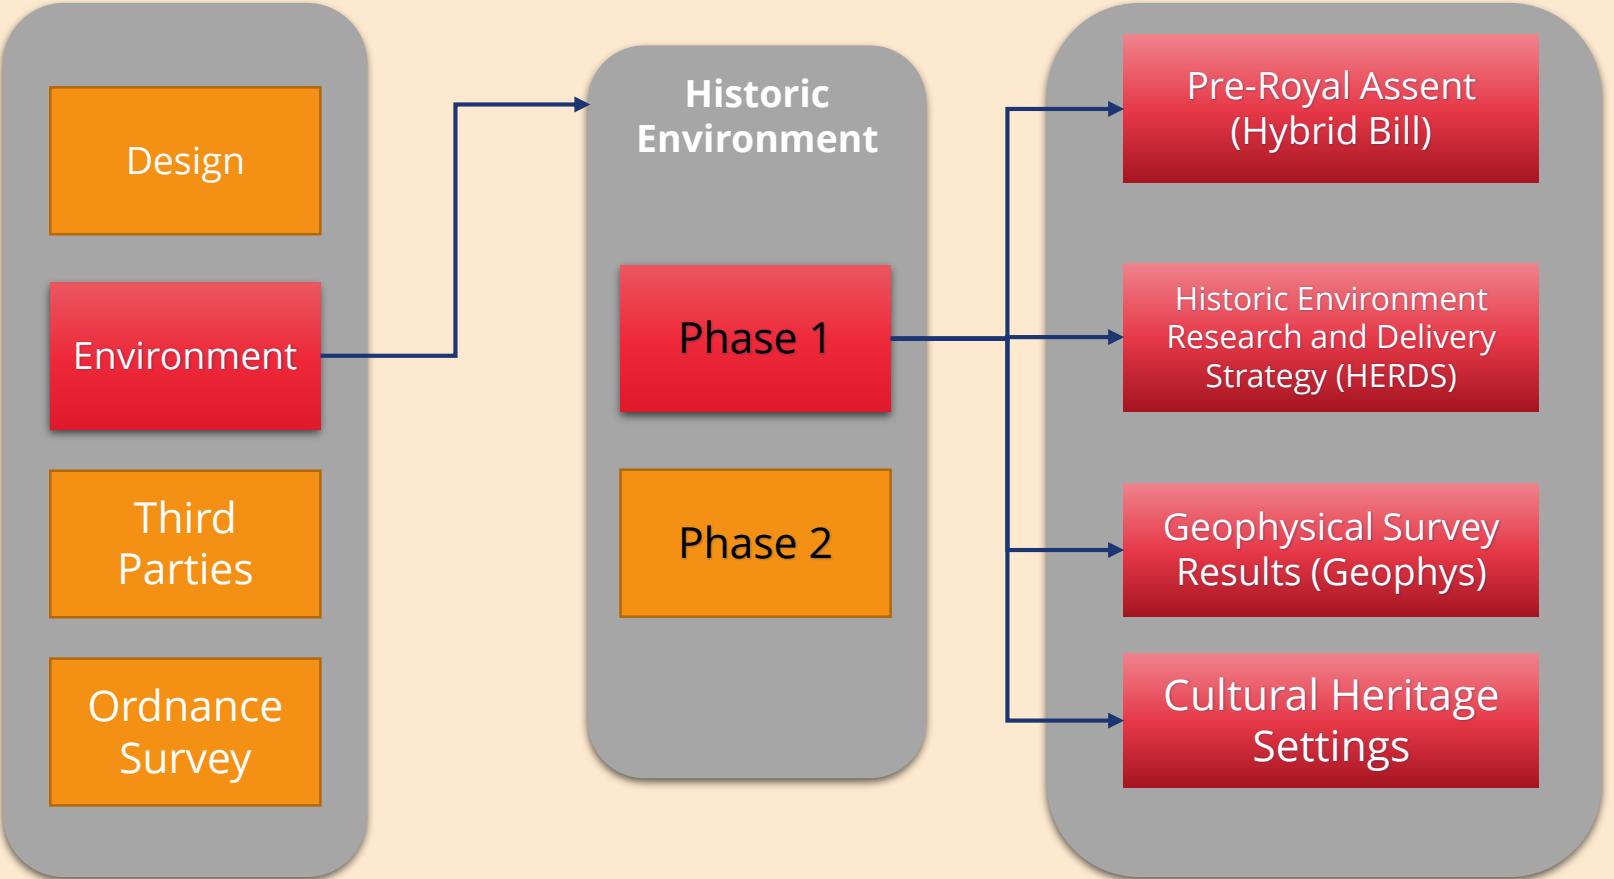 Design
Environment
Third
Parties
Ordnance
Survey
Historic
Environment
Phase 1
Phase 2
Pre-Royal Assent
(Hybrid Bill)
Historic Environment
Research and Delivery
Strategy (HERDS)
Geophysical Survey
Results (Geophys)
Cultural Heritage
Settings